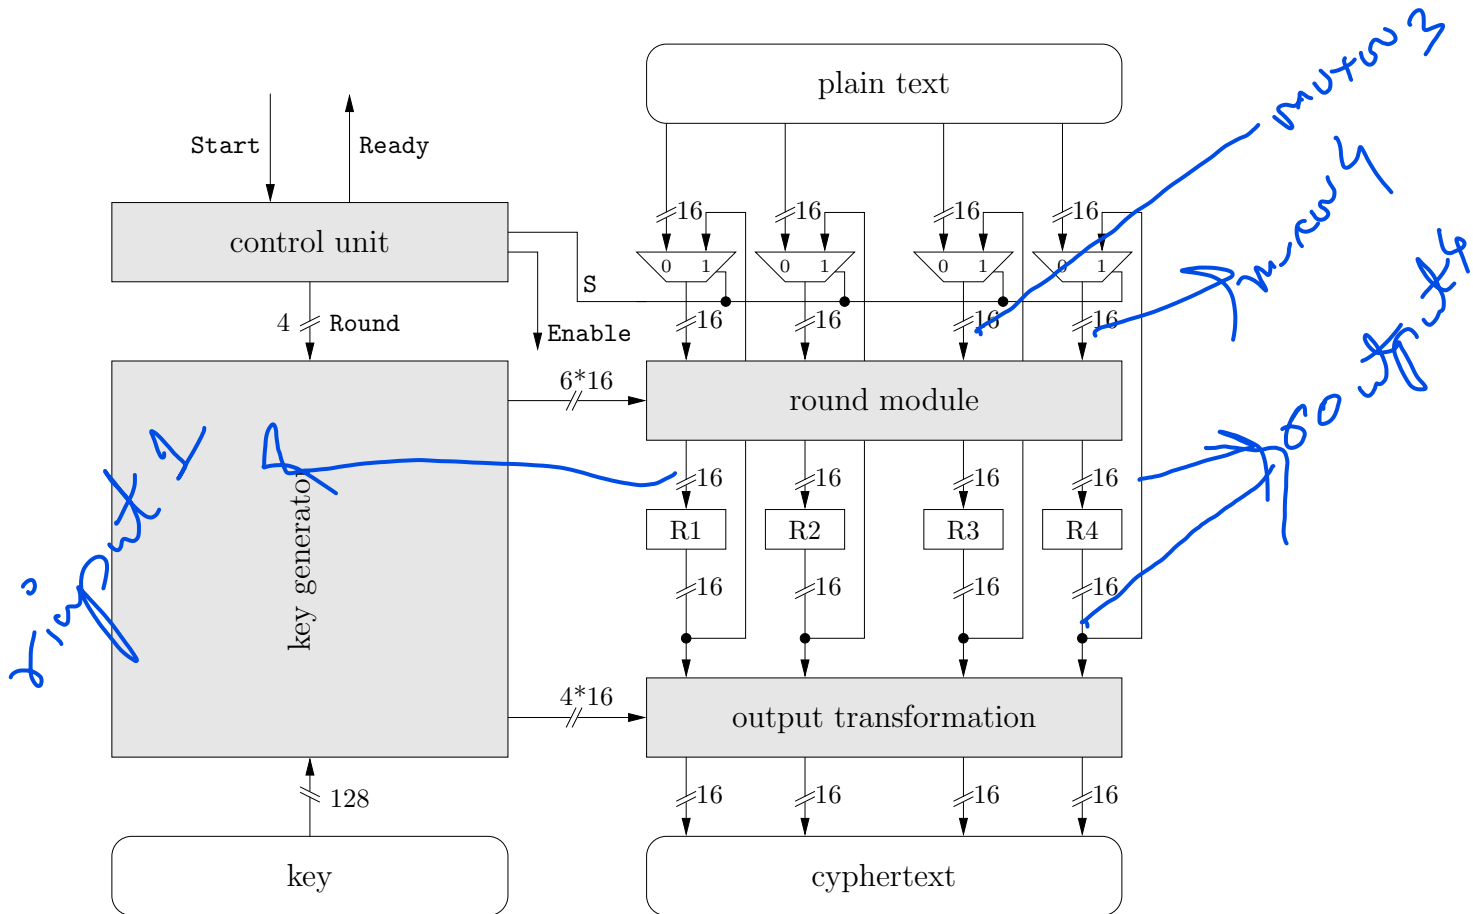 plain text
Start
Ready
16 16 16 16
control unit
0 1 0 1 0 1 0 1
S
4 Round
Enable
16 16 16 16
6*16
round module
input 1
key generator
16 16 16 16
R1 R2 R3 R4
16 16 16 16
4*16
output transformation
128
16 16 16 16
key
cyphertext